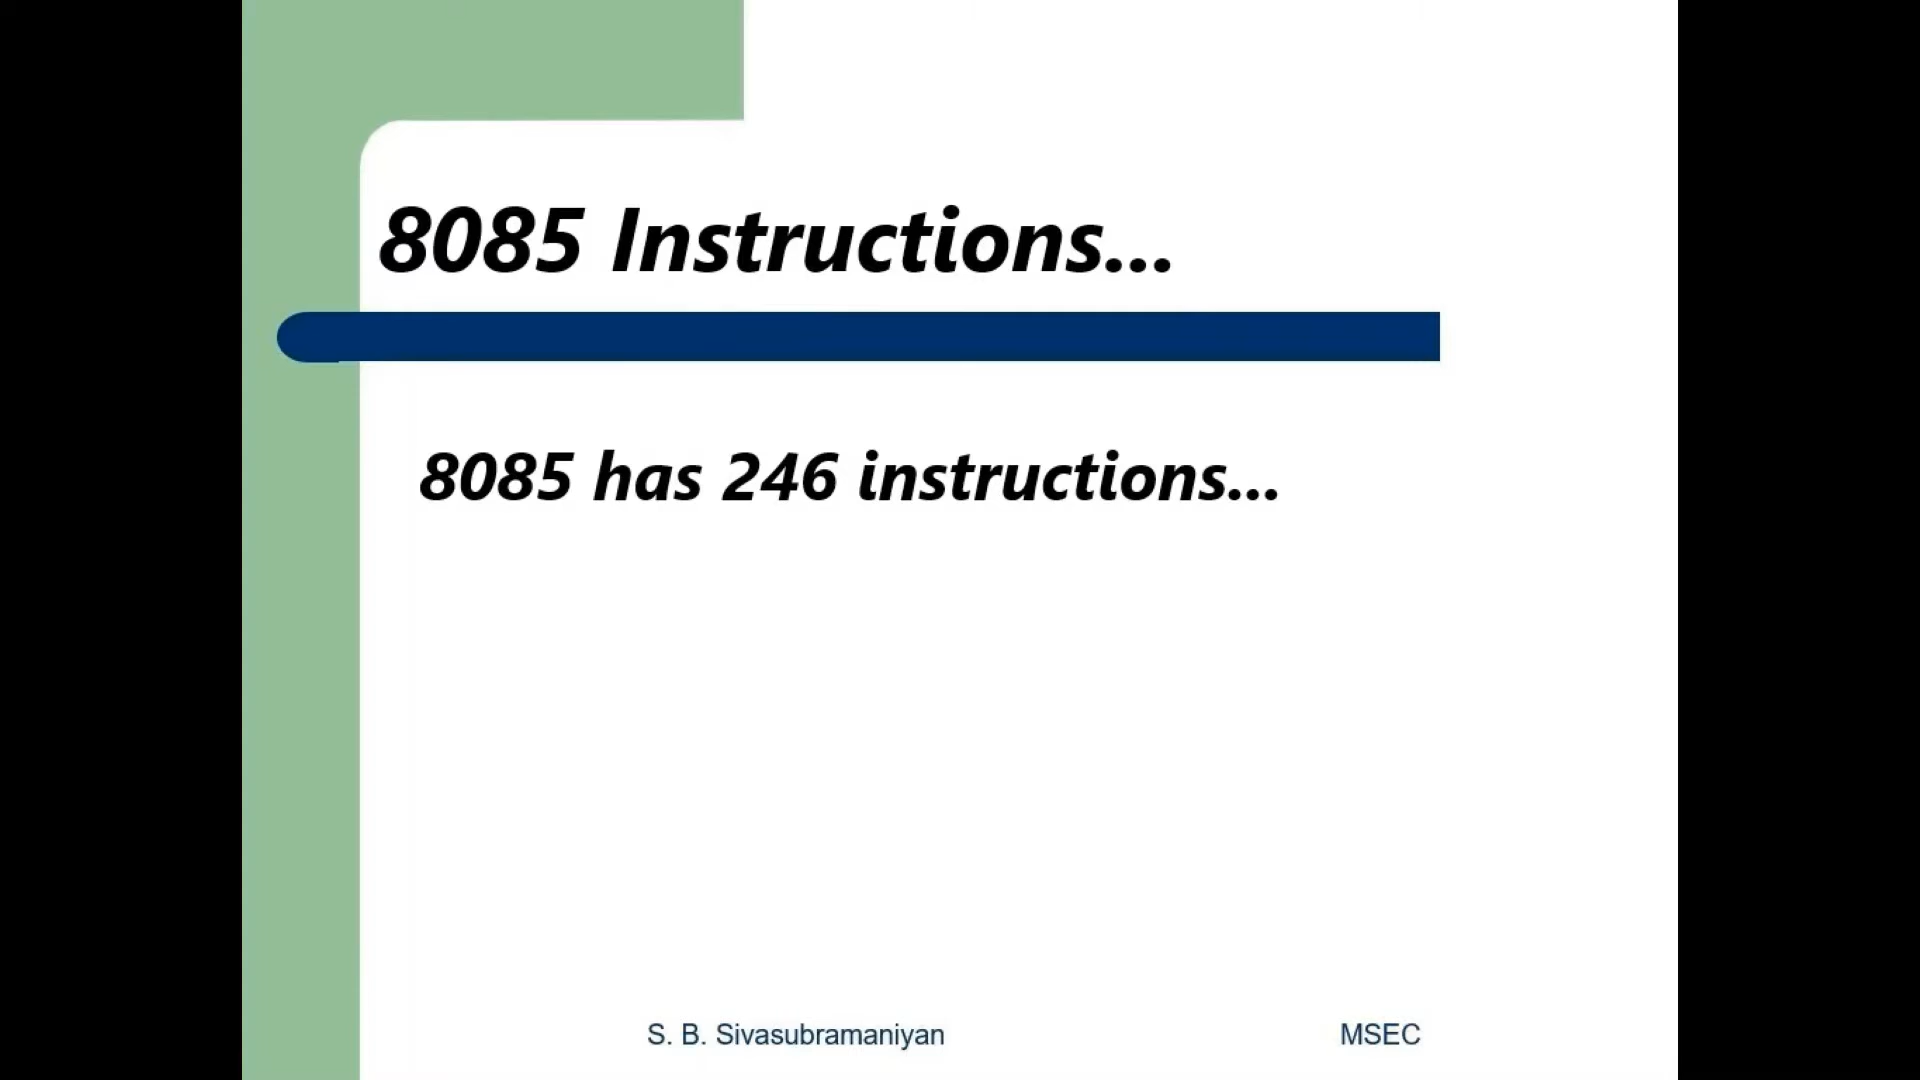 8085 Instructions...
8085 has 246 instructions...
S. B. Sivasubramaniyan
MSEC